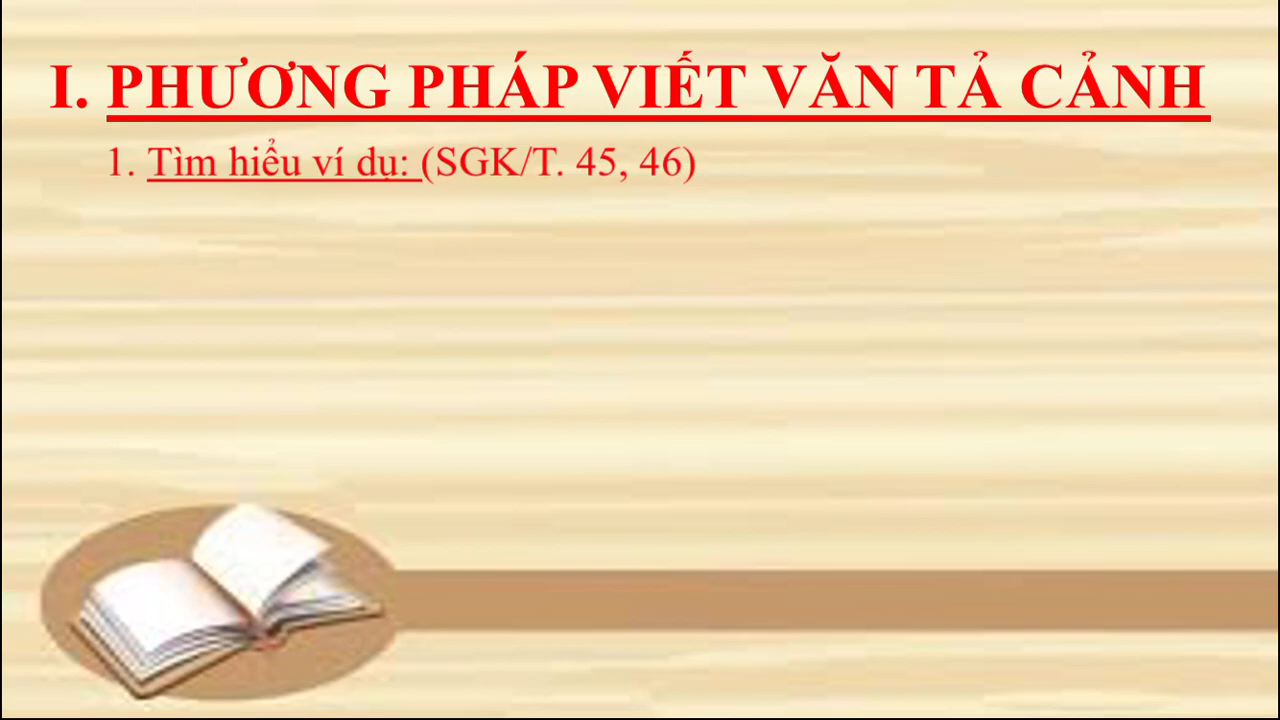 I. PHƯƠNG PHÁP VIẾT VĂN TẢ CẢNH
1. Tìm hiểu ví dụ: (SGK/T. 45, 46)